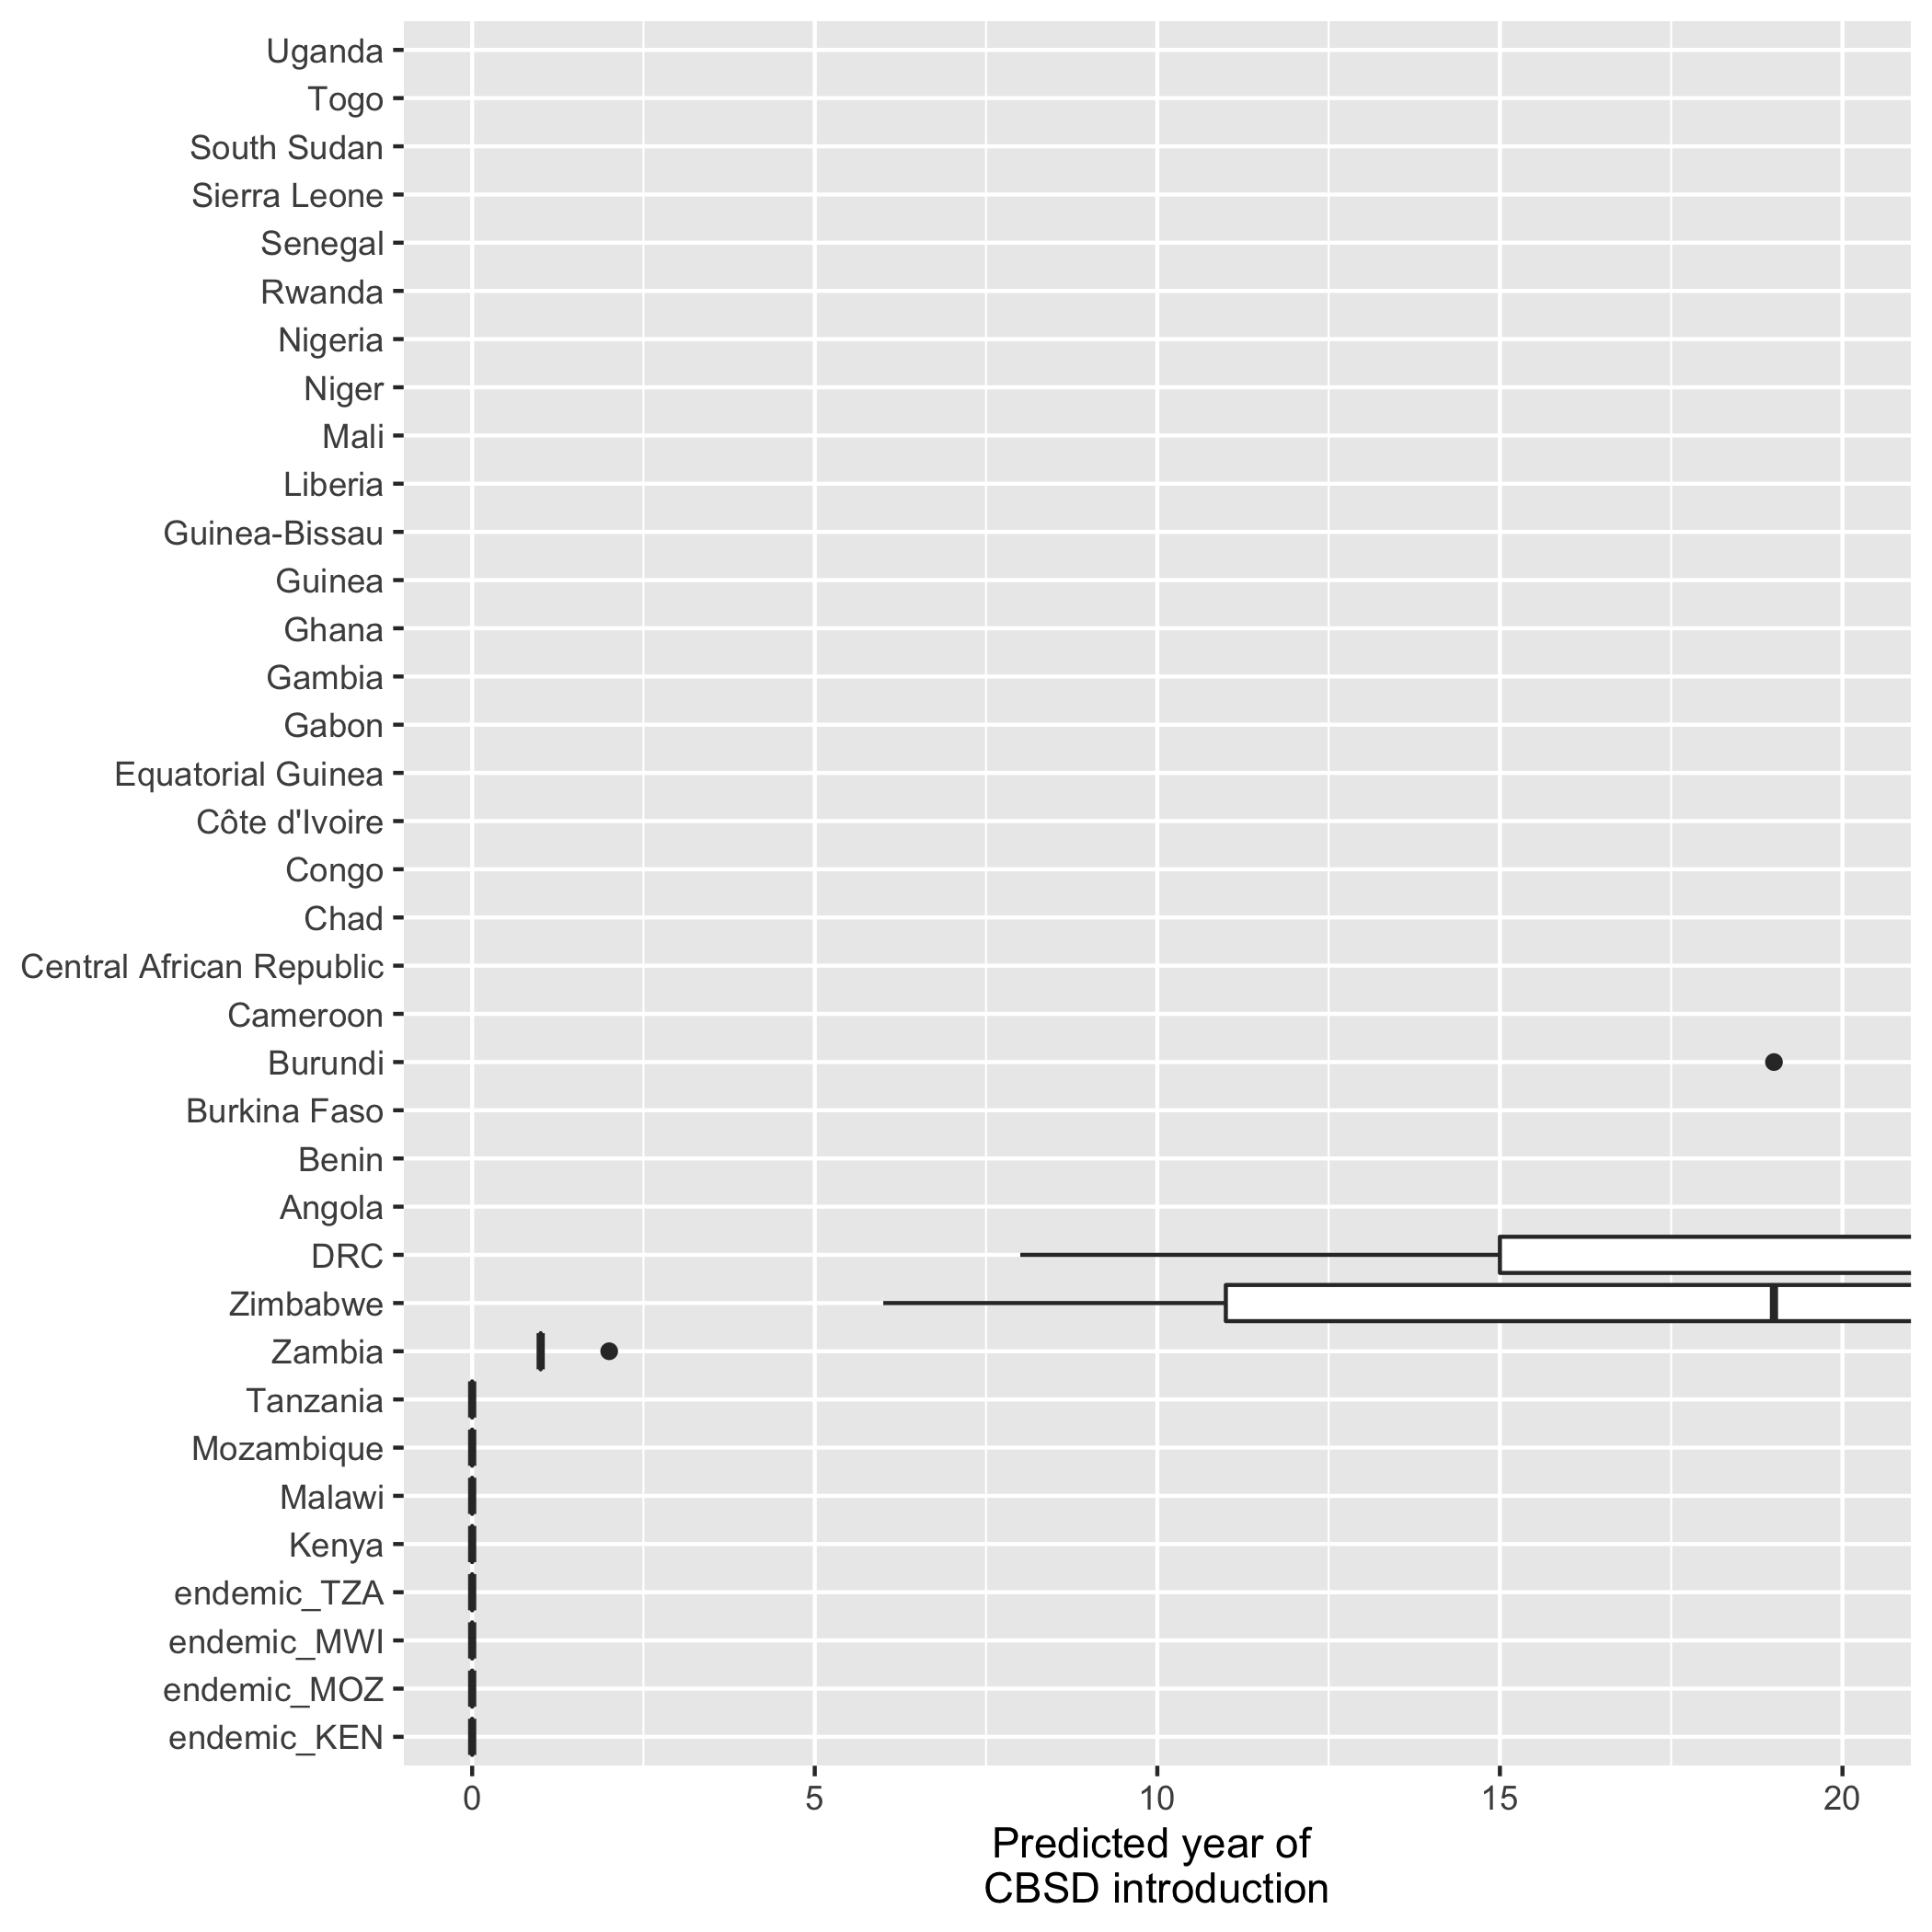 Uganda
Togo
South Sudan
Sierra Leone
Senegal
Rwanda
Nigeria
Niger
Mali
Liberia
Guinea-Bissau
Guinea
Ghana
Gambia
Gabon
Equatorial Guinea
Côte d'Ivoire
Congo
Chad
Central African Republic
Cameroon
Burundi
Burkina Faso
Benin
Angola
DRC
Zimbabwe
Zambia
Tanzania
Mozambique
Malawi
Kenya
endemic_TZA
endemic_MWI
endemic_MOZ
endemic_KEN
0 5 10 15 20
Predicted year of
CBSD introduction